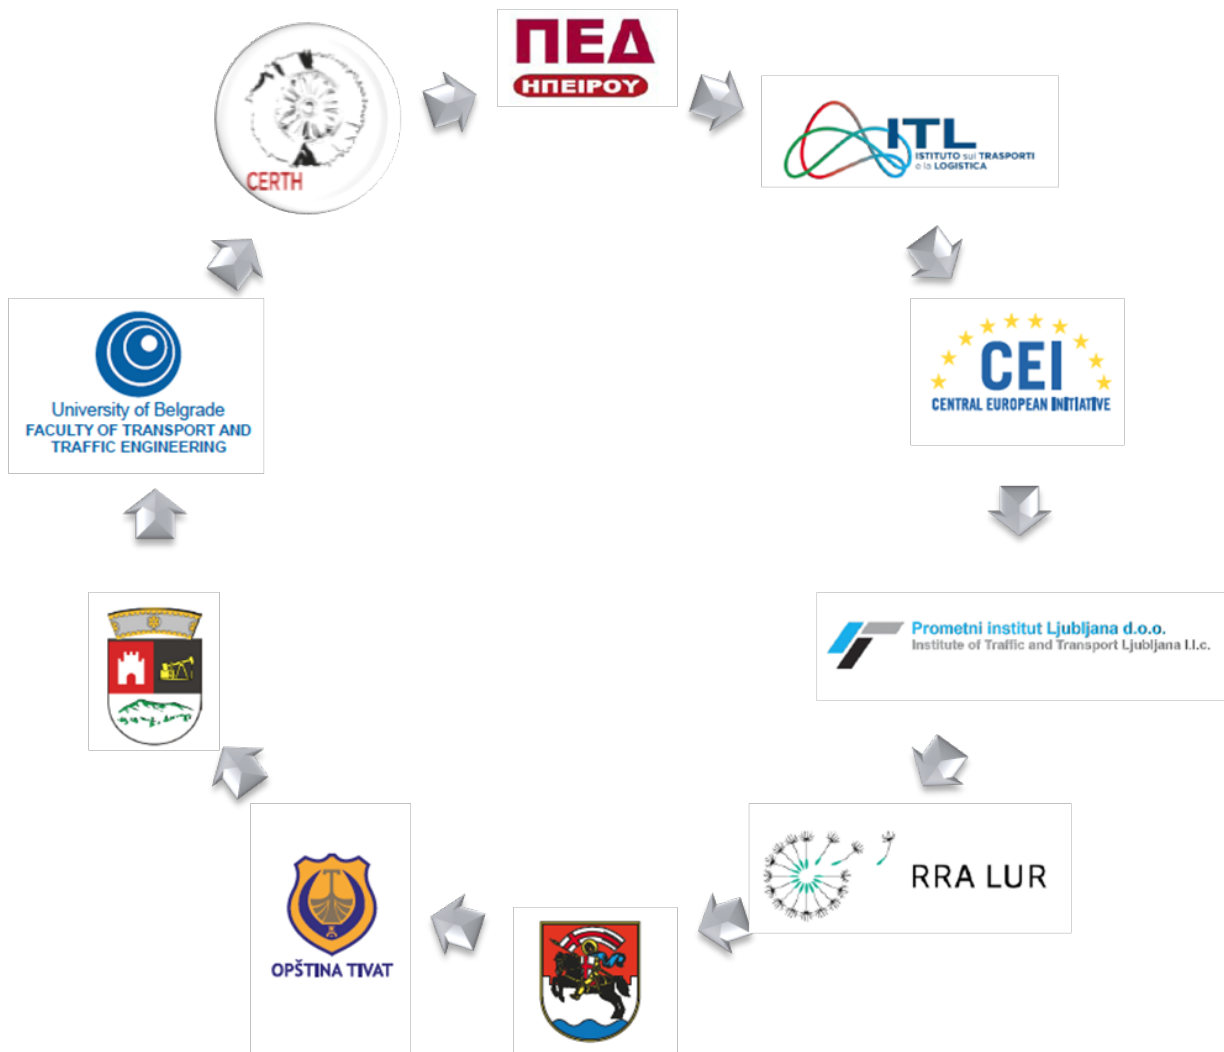 ΠΕΔ
ΗΠΕΙΡΟΥ
CERTH
ITL
ISTITUTO sui TRASPORTI
e la LOGISTICA
CEI
CENTRAL EUROPEAN INITIATIVE
University of Belgrade
FACULTY OF TRANSPORT AND
TRAFFIC ENGINEERING
Prometni institut Ljubljana d.o.o.
Institute of Traffic and Transport Ljubljana l.l.c.
RRA LUR
OPŠTINA TIVAT